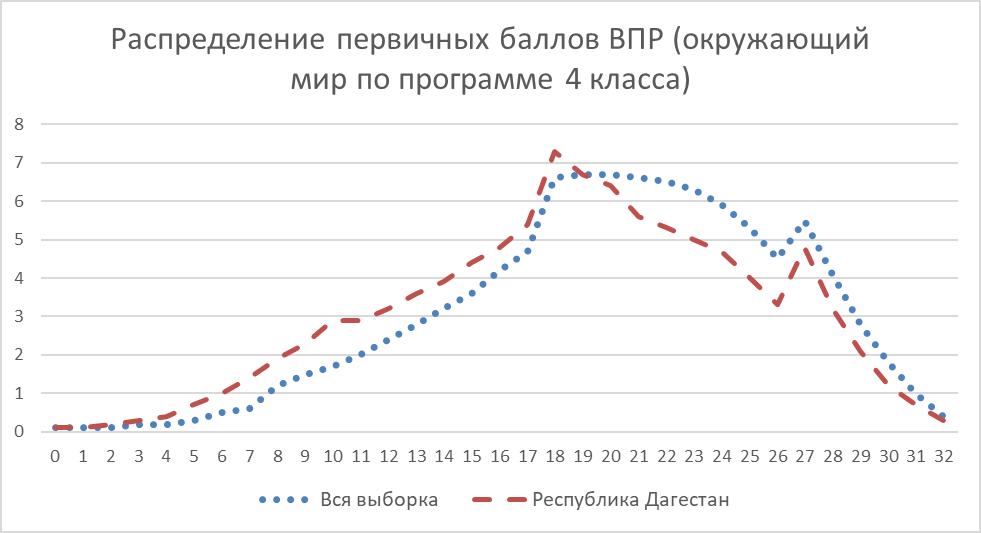 Распределение первичных баллов ВПР (окружающий
мир по программе 4 класса)
8
7
6
5
4
3
2
1
0
0 1 2 3 4 5 6 7 8 9 10 11 12 13 14 15 16 17 18 19 20 21 22 23 24 25 26 27 28 29 30 31 32
Вся выборка Республика Дагестан